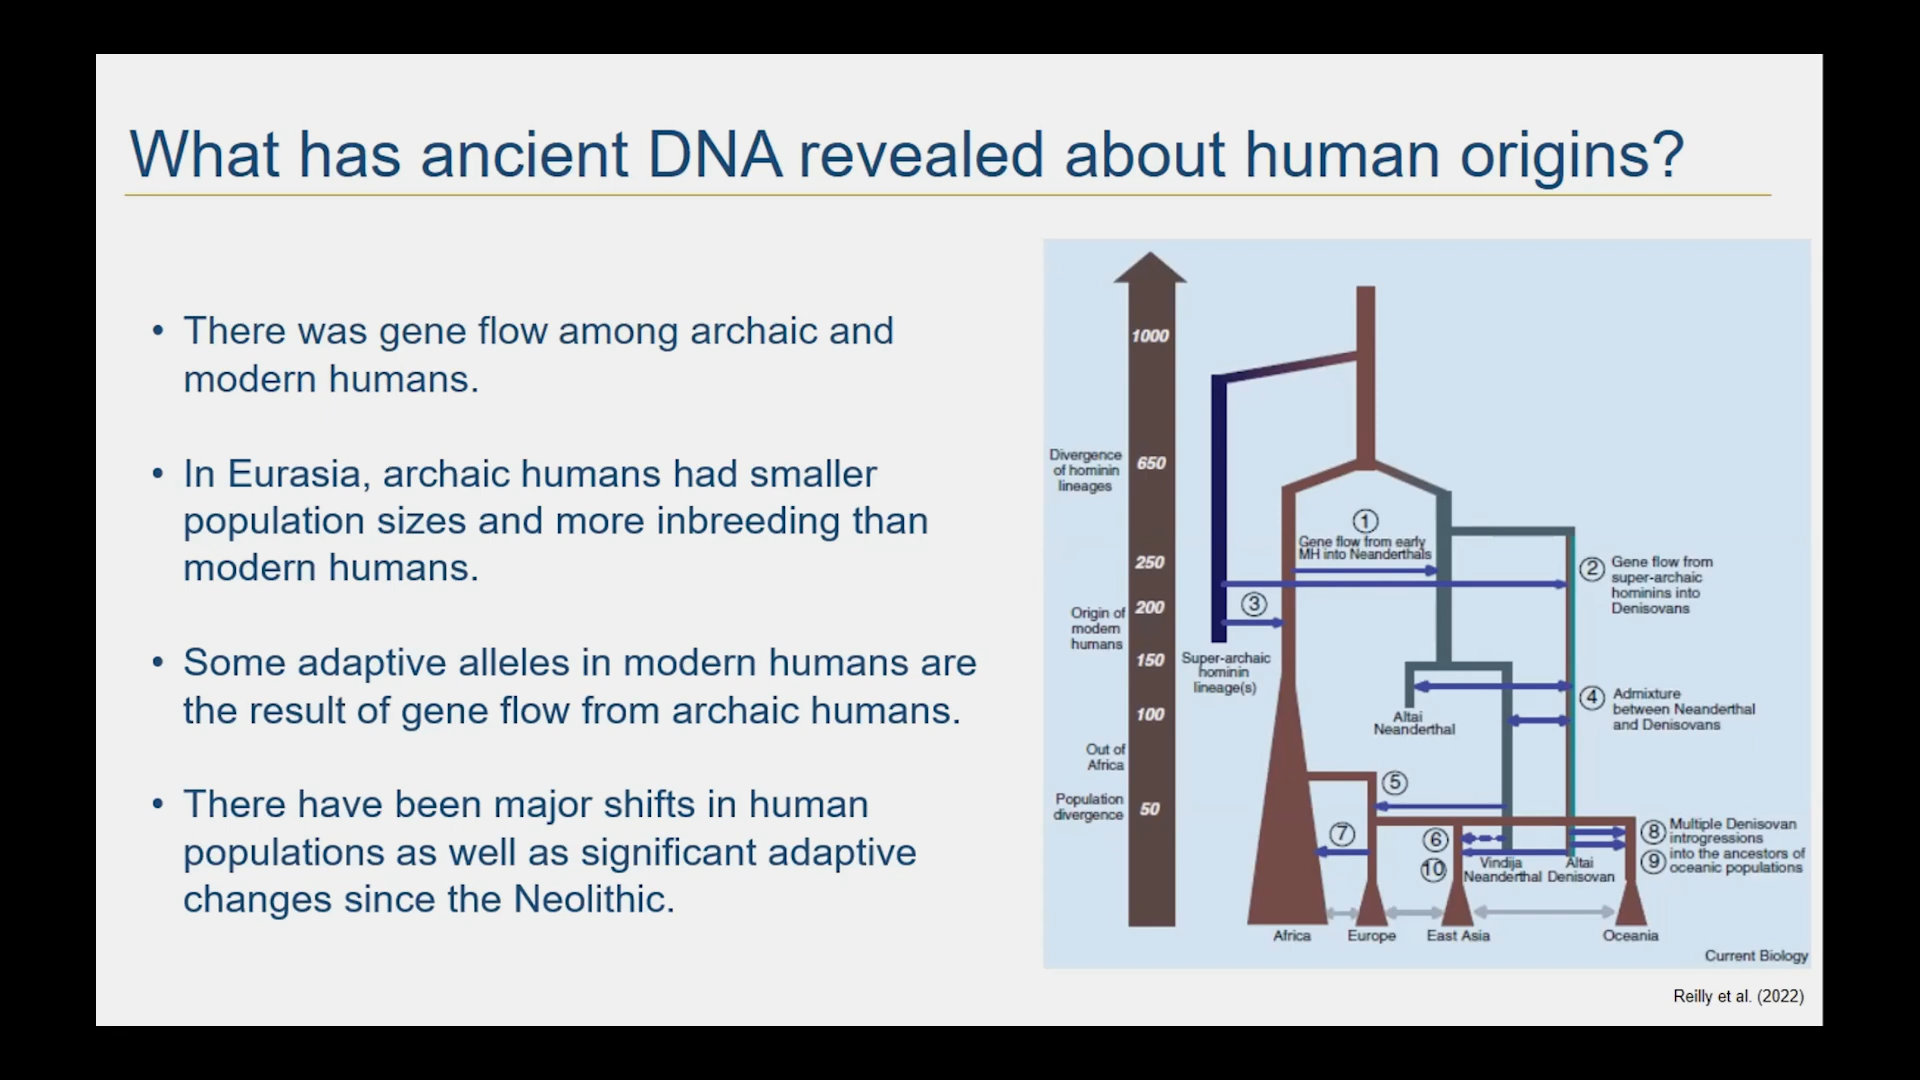 What has ancient DNA revealed about human origins?
• There was gene flow among archaic and
modern humans.
• In Eurasia, archaic humans had smaller
population sizes and more inbreeding than
modern humans.
• Some adaptive alleles in modern humans are
the result of gene flow from archaic humans.
• There have been major shifts in human
populations as well as significant adaptive
changes since the Neolithic.
1000
Divergence
of hominin
lineages
650
250
Origin of
modern
humans
200
150
100
Out of
Africa
Population
divergence
50
①
Gene flow from early
MH into Neanderthals
②
Gene flow from
super-archaic
hominins into
Denisovans
③
Super-archaic
hominin
lineage(s)
④
Admixture
between Neanderthal
and Denisovans
Altai
Neanderthal
⑤
⑥
⑦
⑧
⑨
Multiple Denisovan
introgressions
into the ancestors of
oceanic populations
⑩
Vindija
Neanderthal
Altai
Denisovan
Africa
Europe
East Asia
Oceania
Current Biology
Reilly et al. (2022)